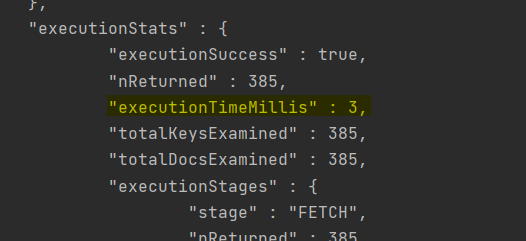 },
"executionStats" : {
"executionSuccess" : true,
"nReturned" : 385,
"executionTimeMillis" : 3,
"totalKeysExamined" : 385,
"totalDocsExamined" : 385,
"executionStages" : {
"stage" : "FETCH",
"nReturned" : 385